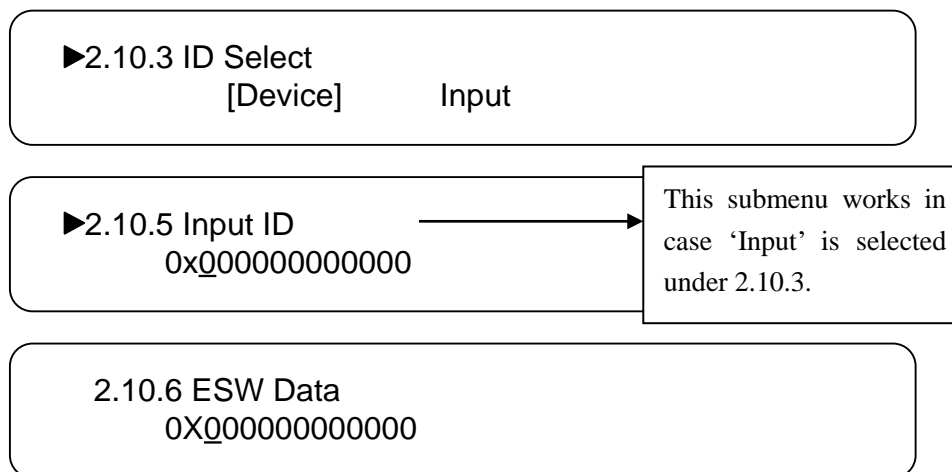 ►2.10.3 ID Select
[Device] Input
►2.10.5 Input ID
0x000000000000
This submenu works in
case ‘Input’ is selected
under 2.10.3.
2.10.6 ESW Data
0X000000000000